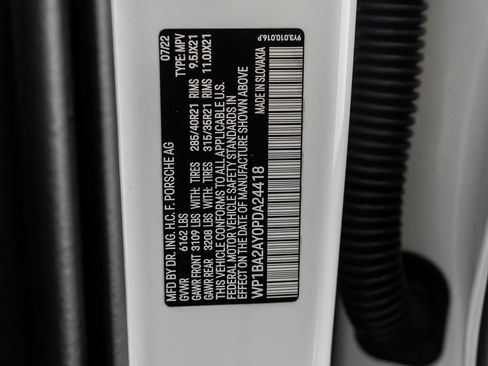 MFD BY DR. ING. H.C. F. PORSCHE AG 07/22
GVWR 6162 LBS TYPE: MPV
GAWR FRONT 3109 LBS WITH: TIRES 285/40R21 RIMS 9.5JX21
GAWR REAR 3208 LBS WITH: TIRES 315/35R21 RIMS 11.0JX21
THIS VEHICLE CONFORMS TO ALL APPLICABLE U.S.
FEDERAL MOTOR VEHICLE SAFETY STANDARDS IN
EFFECT ON THE DATE OF MANUFACTURE SHOWN ABOVE
WP1BA2AY0PDA24418 MADE IN SLOVAKIA
9Y3.010.016.P